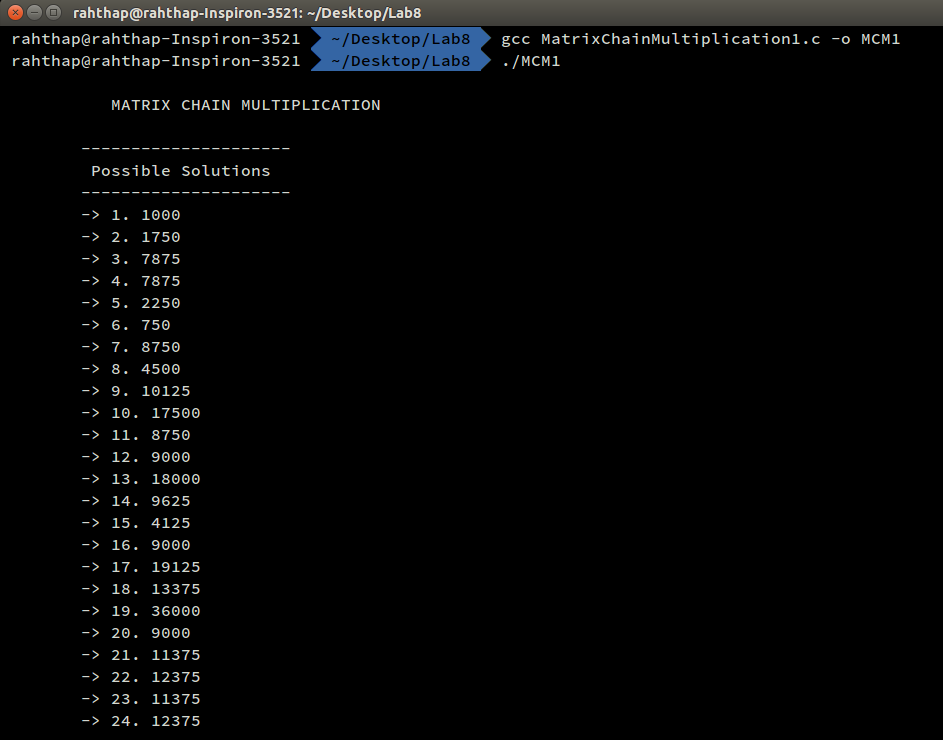 rahthap@rahthap-Inspiron-3521: ~/Desktop/Lab8
rahthap@rahthap-Inspiron-3521 ~/Desktop/Lab8 gcc MatrixChainMultiplication1.c -o MCM1
rahthap@rahthap-Inspiron-3521 ~/Desktop/Lab8 ./MCM1
MATRIX CHAIN MULTIPLICATION
---------------------
Possible Solutions
---------------------
-> 1. 1000
-> 2. 1750
-> 3. 7875
-> 4. 7875
-> 5. 2250
-> 6. 750
-> 7. 8750
-> 8. 4500
-> 9. 10125
-> 10. 17500
-> 11. 8750
-> 12. 9000
-> 13. 18000
-> 14. 9625
-> 15. 4125
-> 16. 9000
-> 17. 19125
-> 18. 13375
-> 19. 36000
-> 20. 9000
-> 21. 11375
-> 22. 12375
-> 23. 11375
-> 24. 12375